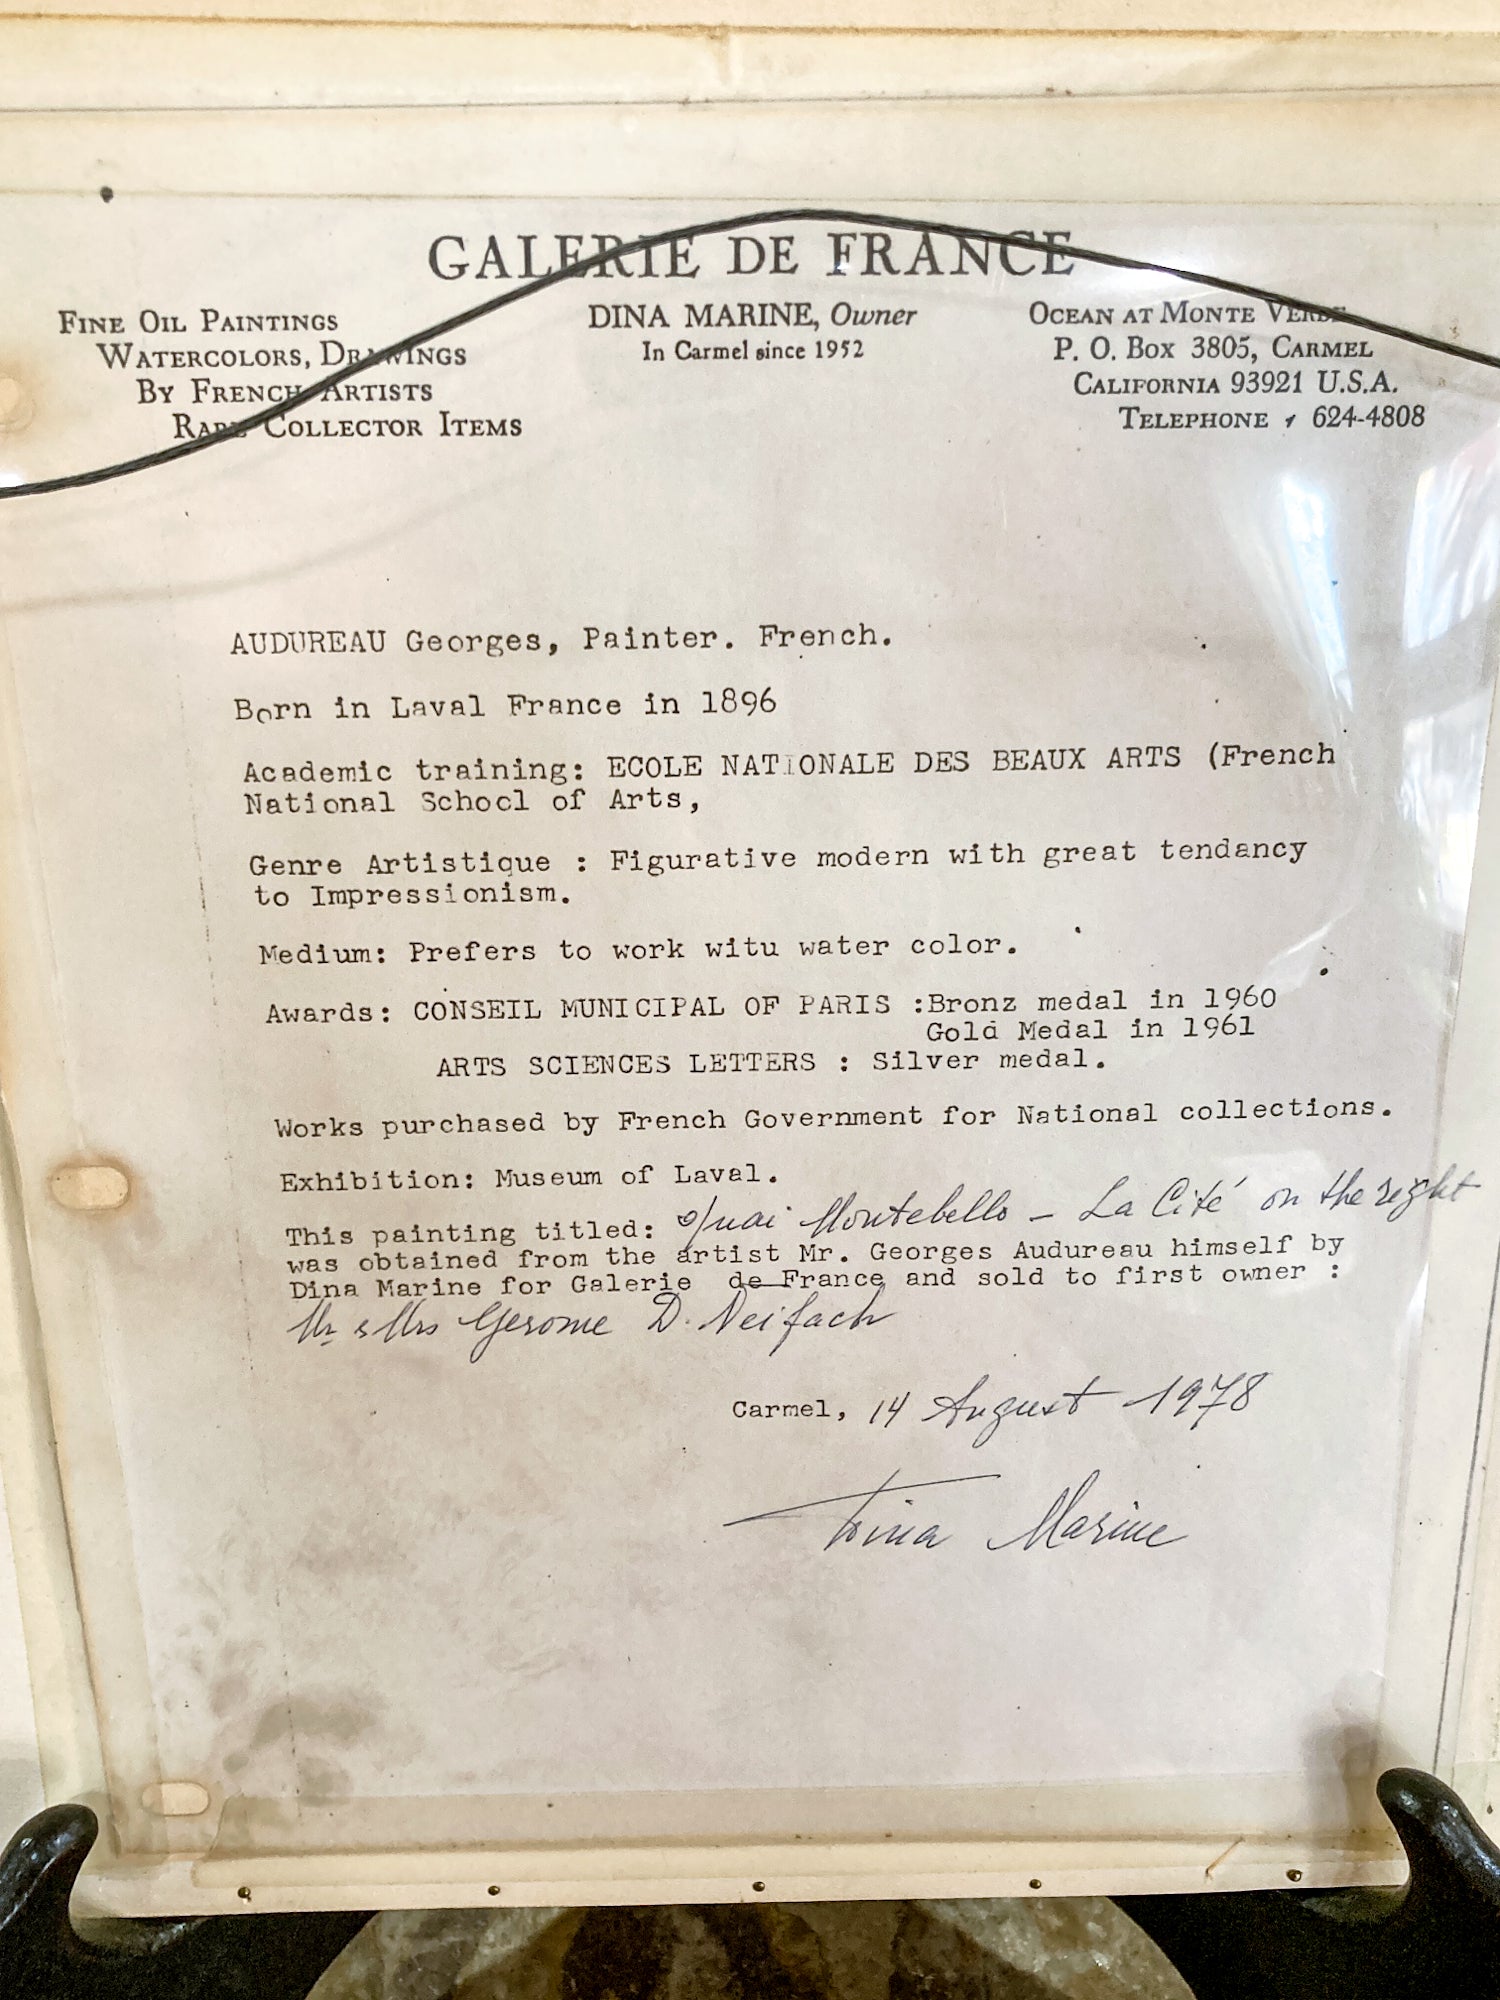 GALERIE DE FRANCE
FINE OIL PAINTINGS
WATERCOLORS, DRAWINGS
BY FRENCH ARTISTS
RARE COLLECTOR ITEMS
DINA MARINE, Owner
In Carmel since 1952
OCEAN AT MONTE VERDE
P. O. BOX 3805, CARMEL
CALIFORNIA 93921 U.S.A.
TELEPHONE 624-4808
AUDUREAU Georges, Painter. French.
Born in Laval France in 1896
Academic training: ECOLE NATIONALE DES BEAUX ARTS (French
National School of Arts,
Genre Artistique : Figurative modern with great tendancy
to Impressionism.
Medium: Prefers to work witu water color.
Awards: CONSEIL MUNICIPAL OF PARIS :Bronz medal in 1960
Gold Medal in 1961
ARTS SCIENCES LETTERS : Silver medal.
Works purchased by French Government for National collections.
Exhibition: Museum of Laval.
This painting titled: Quai Montebello - La Cité on the right
was obtained from the artist Mr. Georges Audureau himself by
Dina Marine for Galerie de France and sold to first owner :
Mr & Mrs Gerome D. Neifach
Carmel, 14 August 1978
Dina Marine